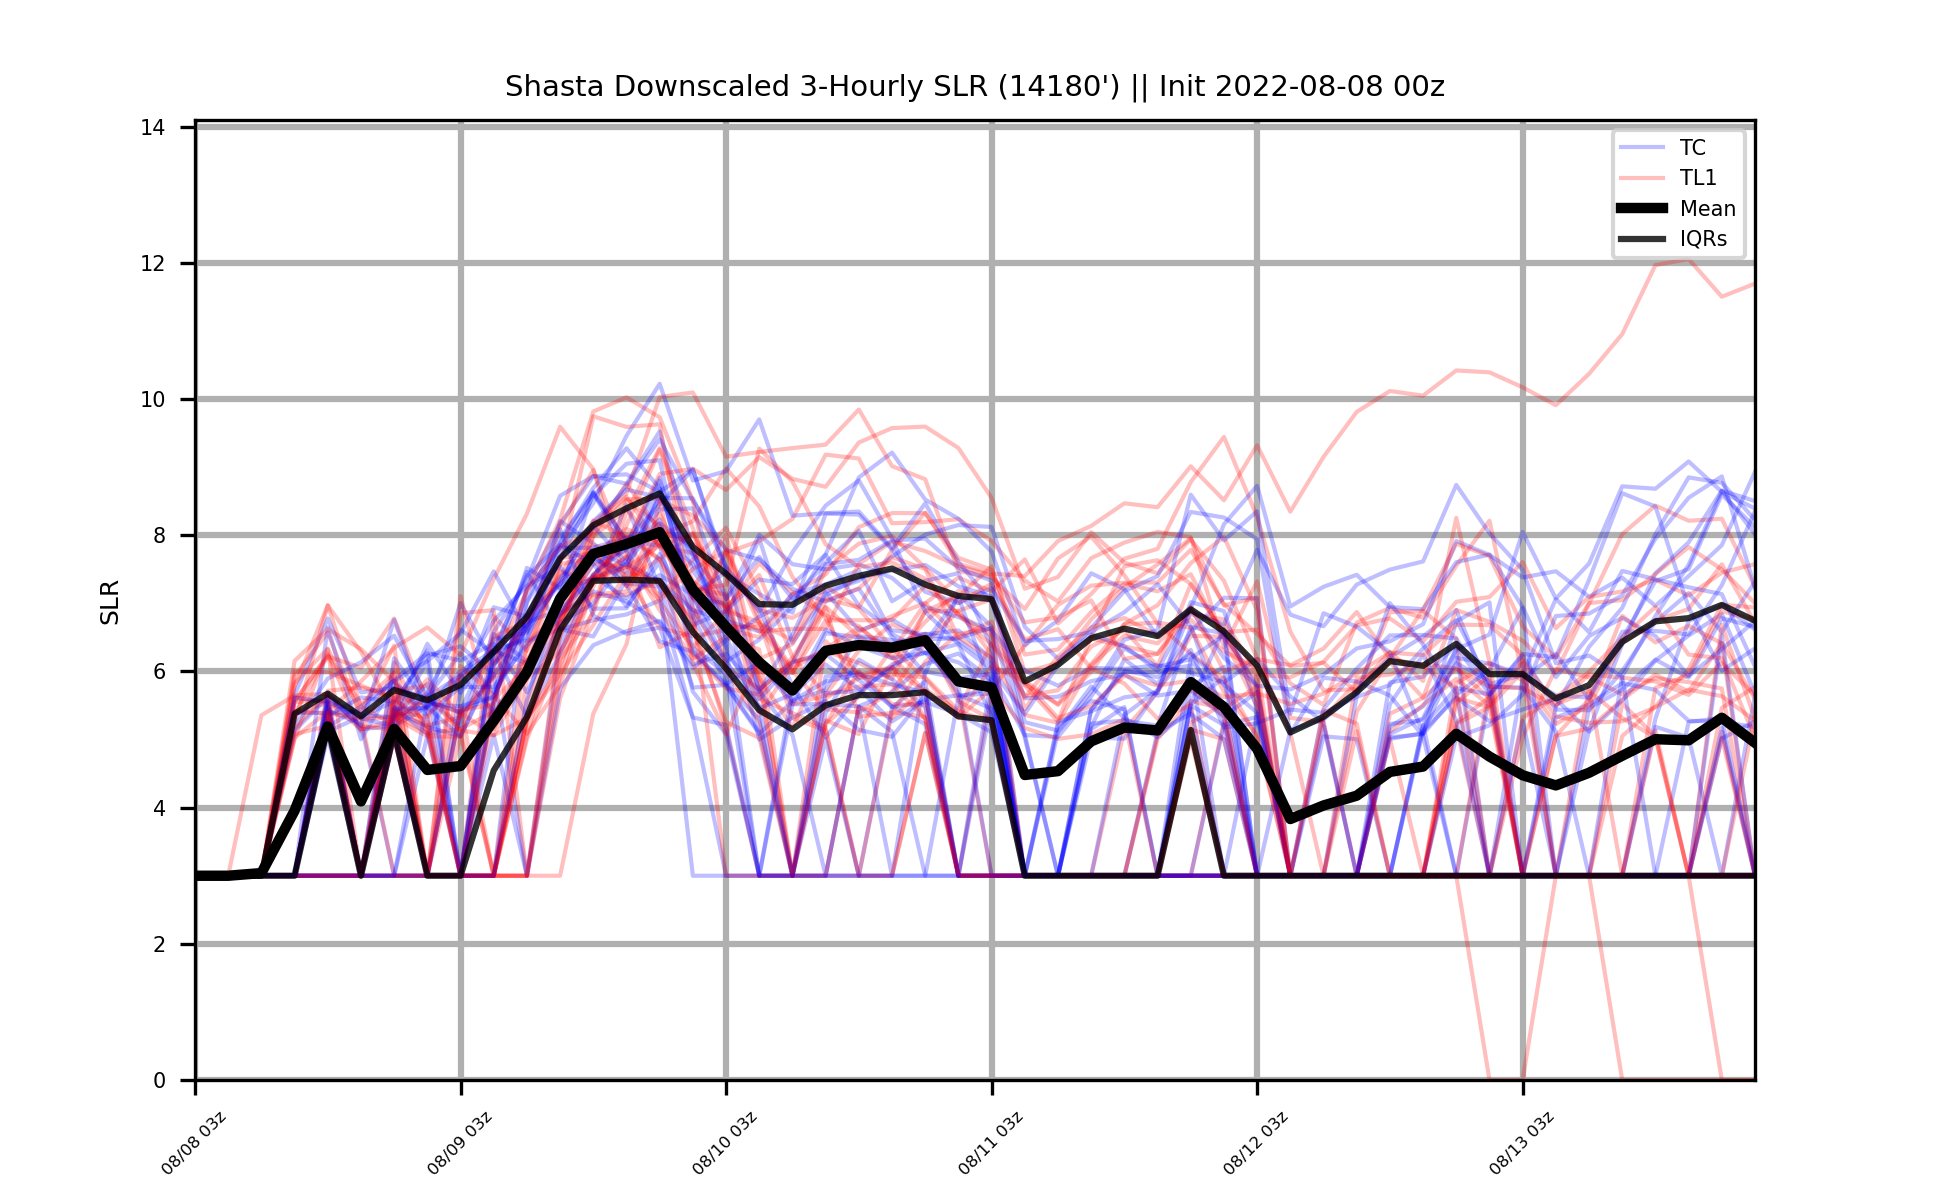 Shasta Downscaled 3-Hourly SLR (14180') || Init 2022-08-08 00z
14
12
10
8
6
4
2
0
SLR
TC
TL1
Mean
IQRs
08/08 03z
08/09 03z
08/10 03z
08/11 03z
08/12 03z
08/13 03z